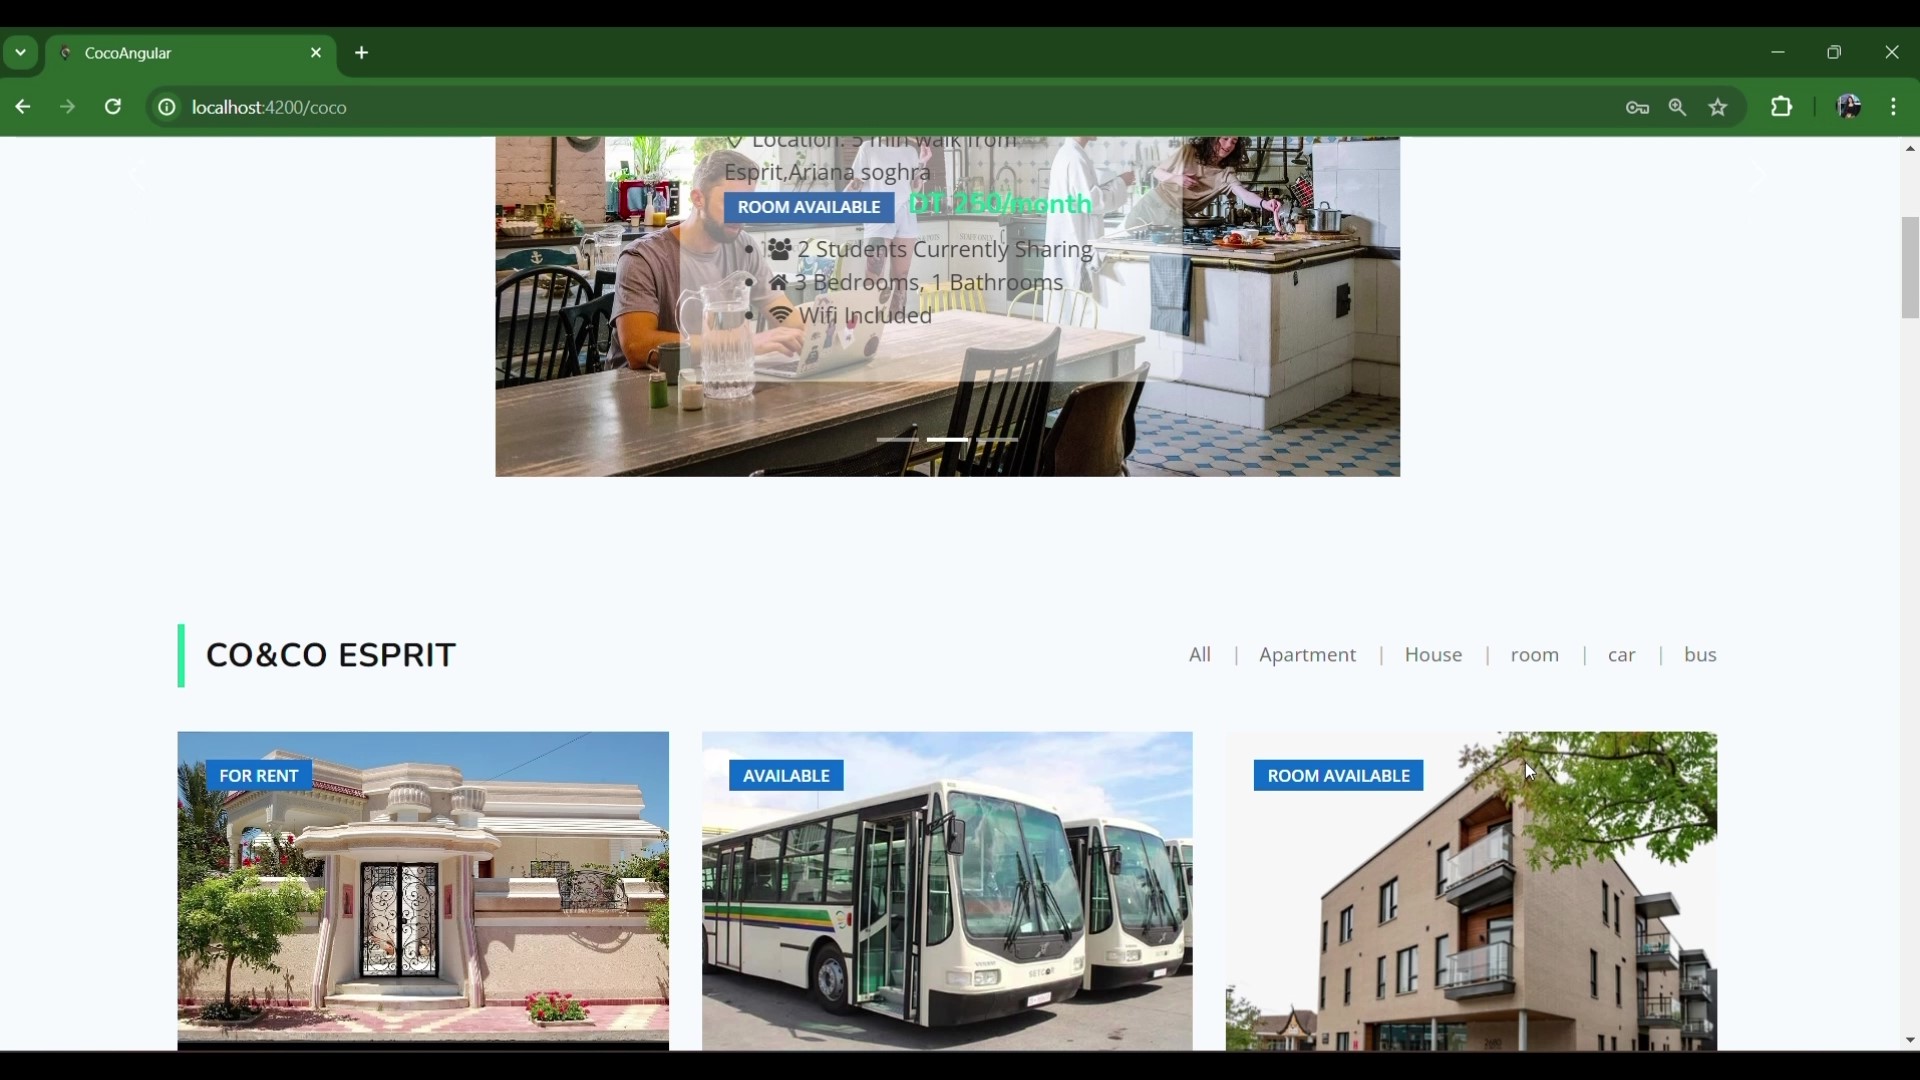 CocoAngular
localhost:4200/coco
Location: 5 min walk from
Esprit,Ariana soghra
ROOM AVAILABLE DT 250/month
2 Students Currently Sharing
3 Bedrooms, 1 Bathrooms
Wifi Included
CO&CO ESPRIT
All | Apartment | House | room | car | bus
FOR RENT
AVAILABLE
ROOM AVAILABLE